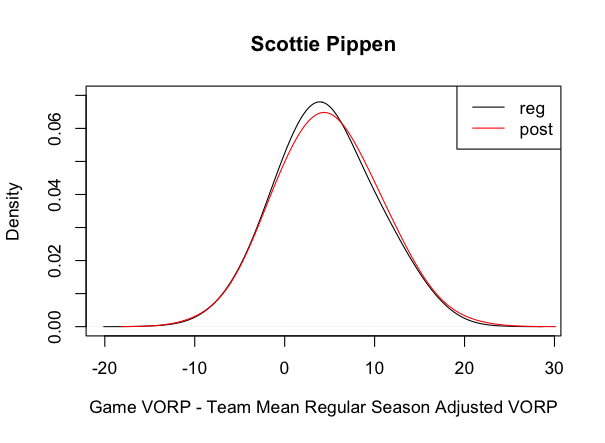 Scottie Pippen
reg
post
Density
0.06
0.04
0.02
0.00
-20 -10 0 10 20 30
Game VORP - Team Mean Regular Season Adjusted VORP